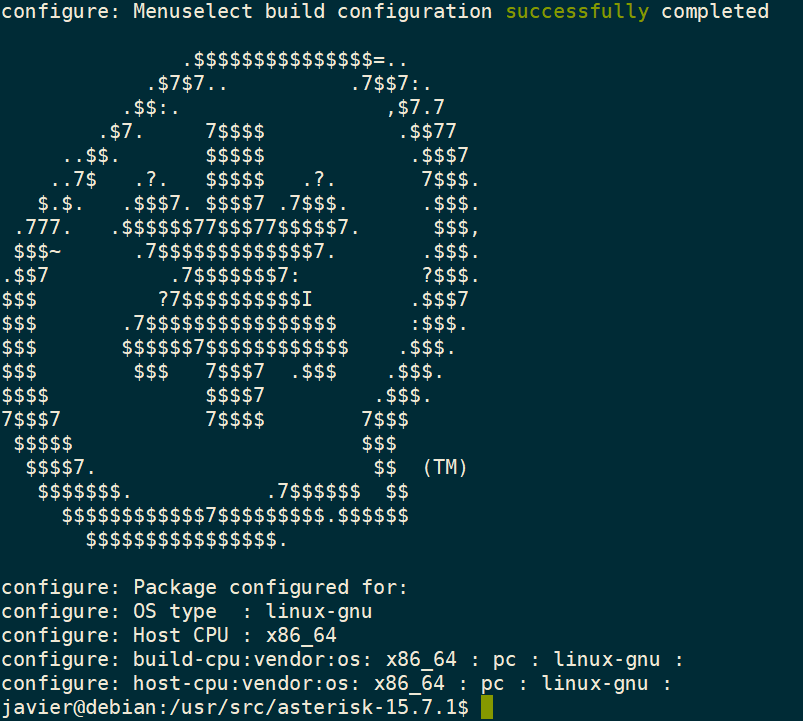 configure: Menuselect build configuration successfully completed

               .$$$$$$$$$$$$$$$=..
            .$7$7..          .7$$7:.
          .$$:.                 ,$7.7
        .$7.     7$$$$           .$$77
     ..$$.       $$$$$            .$$$7
    ..7$   .?.   $$$$$   .?.       7$$$.
   $.$.   .$$$7. $$$$7 .7$$$.      .$$$.
 .777.   .$$$$$$77$$$77$$$$$7.      $$$,
 $$$~      .7$$$$$$$$$$$$$7.       .$$$.
.$$7          .7$$$$$$$7:          ?$$$.
$$$          ?7$$$$$$$$$$I        .$$$7
$$$       .7$$$$$$$$$$$$$$$$      :$$$.
$$$       $$$$$$7$$$$$$$$$$$$    .$$$.
$$$        $$$   7$$$7  .$$$    .$$$.
$$$$             $$$$7         .$$$.
7$$$7            7$$$$        7$$$
 $$$$$                        $$$
  $$$$7.                       $$  (TM)
   $$$$$$$.           .7$$$$$$  $$
     $$$$$$$$$$$$7$$$$$$$$$.$$$$$$
       $$$$$$$$$$$$$$$$.

configure: Package configured for:
configure: OS type  : linux-gnu
configure: Host CPU : x86_64
configure: build-cpu:vendor:os: x86_64 : pc : linux-gnu :
configure: host-cpu:vendor:os: x86_64 : pc : linux-gnu :
javier@debian:/usr/src/asterisk-15.7.1$